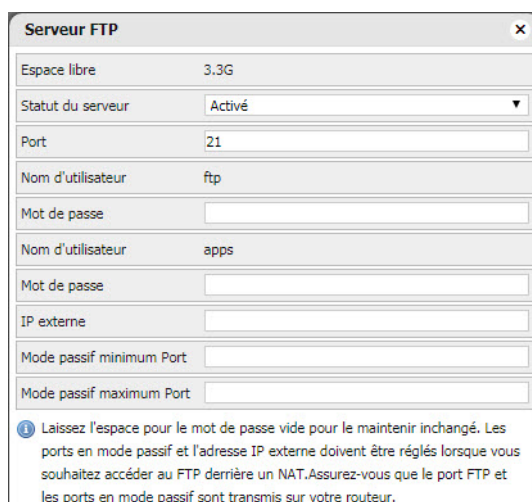 Serveur FTP
Espace libre 3.3G
Statut du serveur Activé
Port 21
Nom d'utilisateur ftp
Mot de passe
Nom d'utilisateur apps
Mot de passe
IP externe
Mode passif minimum Port
Mode passif maximum Port
Laissez l'espace pour le mot de passe vide pour le maintenir inchangé. Les
ports en mode passif et l'adresse IP externe doivent être réglés lorsque vous
souhaitez accéder au FTP derrière un NAT.Assurez-vous que le port FTP et
les ports en mode passif sont transmis sur votre routeur.